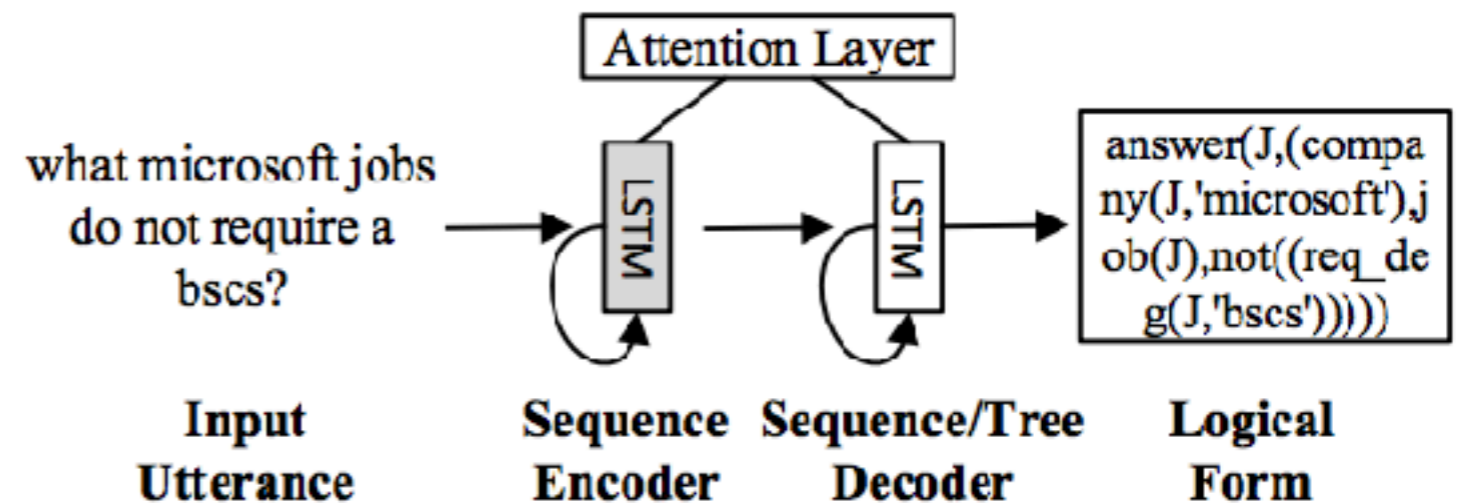 Attention Layer
what microsoft jobs
do not require a
bscs?
LSTM
LSTM
answer(J,(compa
ny(J,'microsoft'),j
ob(J),not((req_de
g(J,'bscs')))))
Input
Utterance
Sequence
Encoder
Sequence/Tree
Decoder
Logical
Form